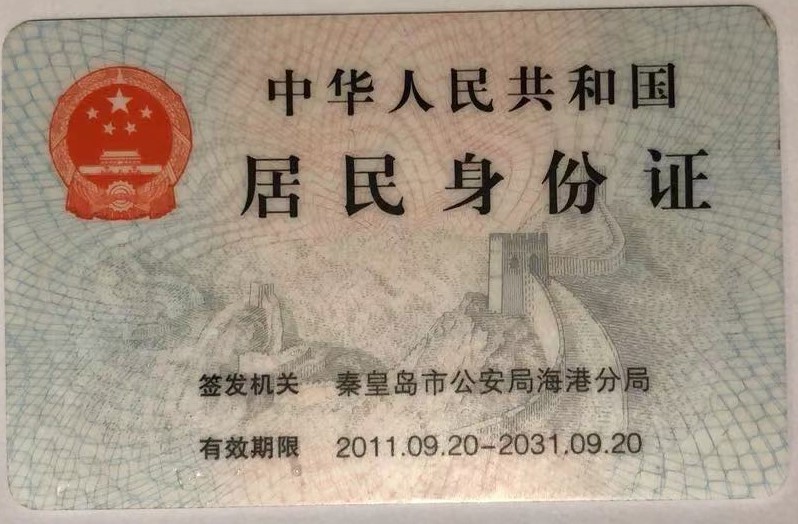 中华人民共和国
居民身份证
签发机关 秦皇岛市公安局海港分局
有效期限 2011.09.20-2031.09.20